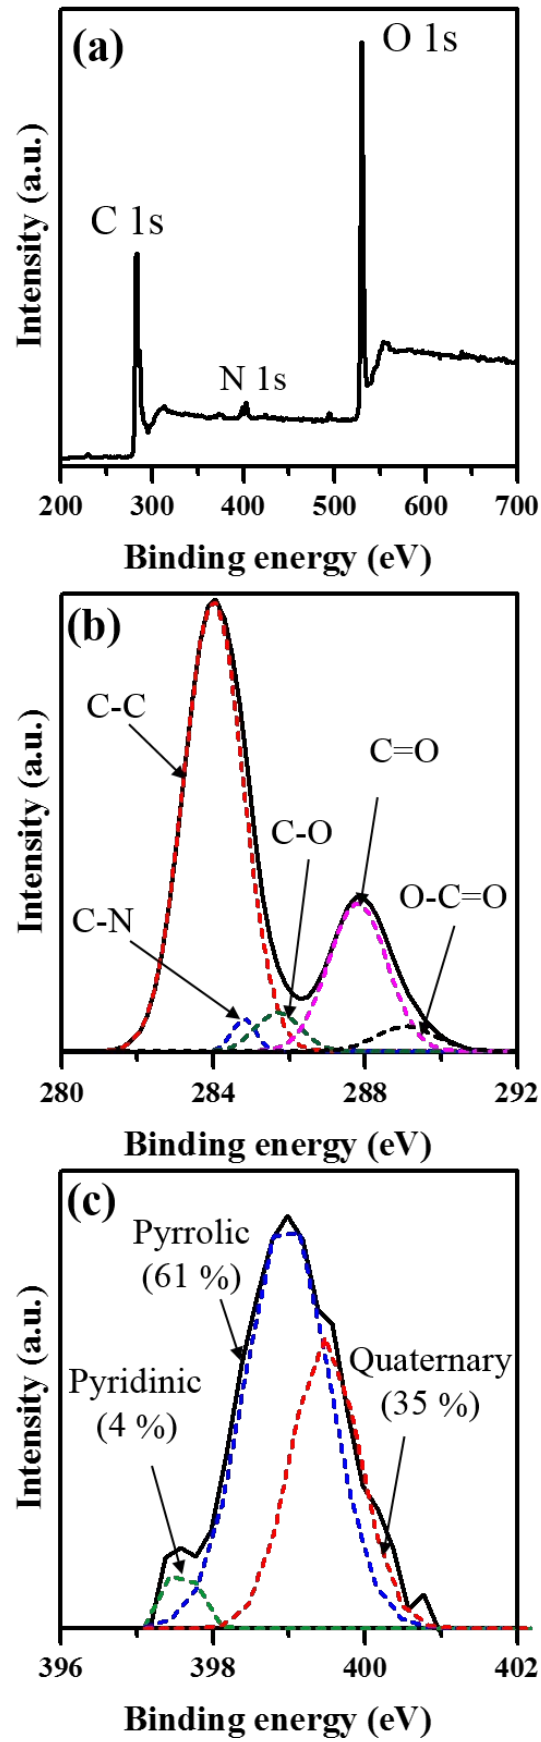 (a)
O 1s
C 1s
N 1s
Intensity (a.u.)
200 300 400 500 600 700
Binding energy (eV)
(b)
C-C
C=O
C-O
O-C=O
C-N
Intensity (a.u.)
280 284 288 292
Binding energy (eV)
(c)
Pyrrolic
(61 %)
Pyridinic
(4 %)
Quaternary
(35 %)
Intensity (a.u.)
396 398 400 402
Binding energy (eV)